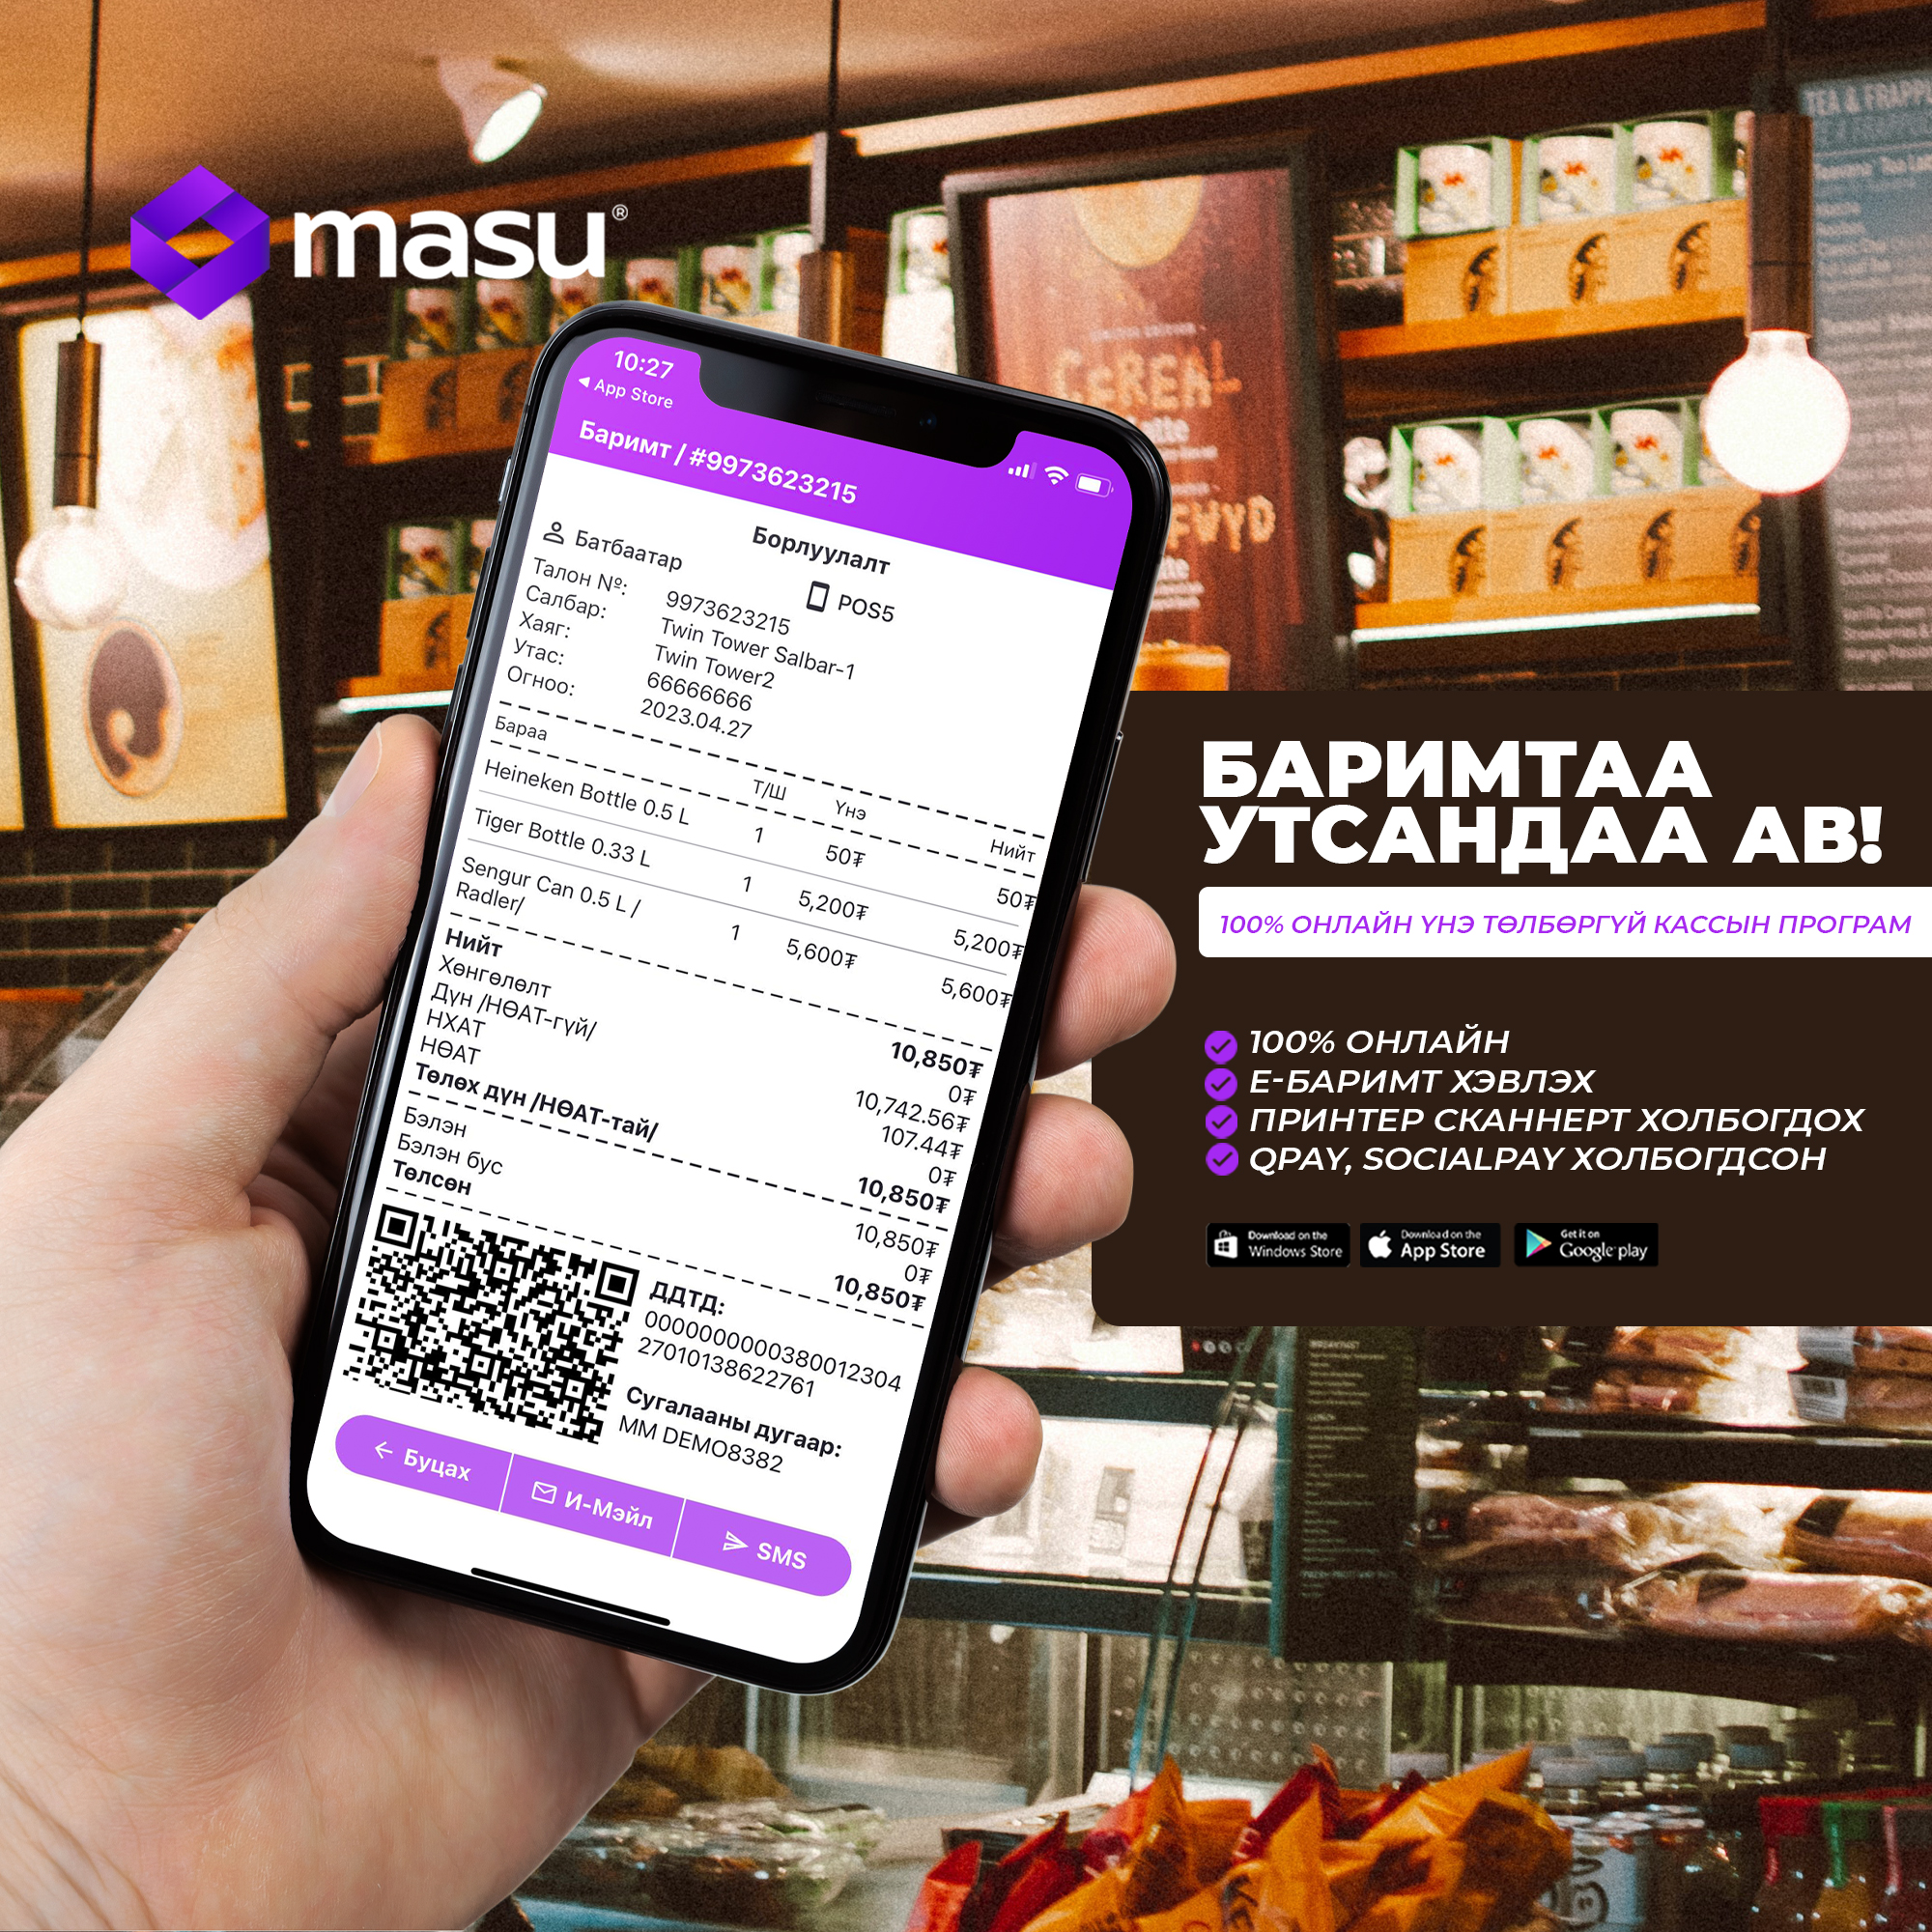 masu®
10:27
App Store
Баримт / #9973623215
Борлуулалт
Батбаатар
POS5
Талон №: 9973623215
Салбар: Twin Tower Salbar-1
Хаяг: Twin Tower2
Утас: 66666666
Огноо: 2023.04.27
Бараа Т/Ш Үнэ Нийт
Heineken Bottle 0.5 L 1 50₮ 50₮
Tiger Bottle 0.33 L 1 5,200₮ 5,200₮
Sengur Can 0.5 L / 1 5,600₮ 5,600₮
Radler/
Нийт 10,850₮
Хөнгөлөлт 0₮
Дүн /НӨАТ-гүй/ 10,742.56₮
НХАТ 107.44₮
НӨАТ 0₮
Төлөх дүн /НӨАТ-тай/ 10,850₮
Бэлэн 10,850₮
Бэлэн бус 0₮
Төлсөн 10,850₮
ДДТД:
0000000000380012304
27010138622761
Сугалааны дугаар:
MM DEMO8382
Буцах
И-Мэйл
SMS
БАРИМТАА
УТСАНДАА АВ!
100% ОНЛАЙН ҮНЭ ТӨЛБӨРГҮЙ КАССЫН ПРОГРАМ
100% ОНЛАЙН
Е-БАРИМТ ХЭВЛЭХ
ПРИНТЕР СКАННЕРТ ХОЛБОГДОХ
QPAY, SOCIALPAY ХОЛБОГДСОН
Download on the
Windows Store
Download on the
App Store
Get it on
Google play
TEA & FRAPP
CEREAL